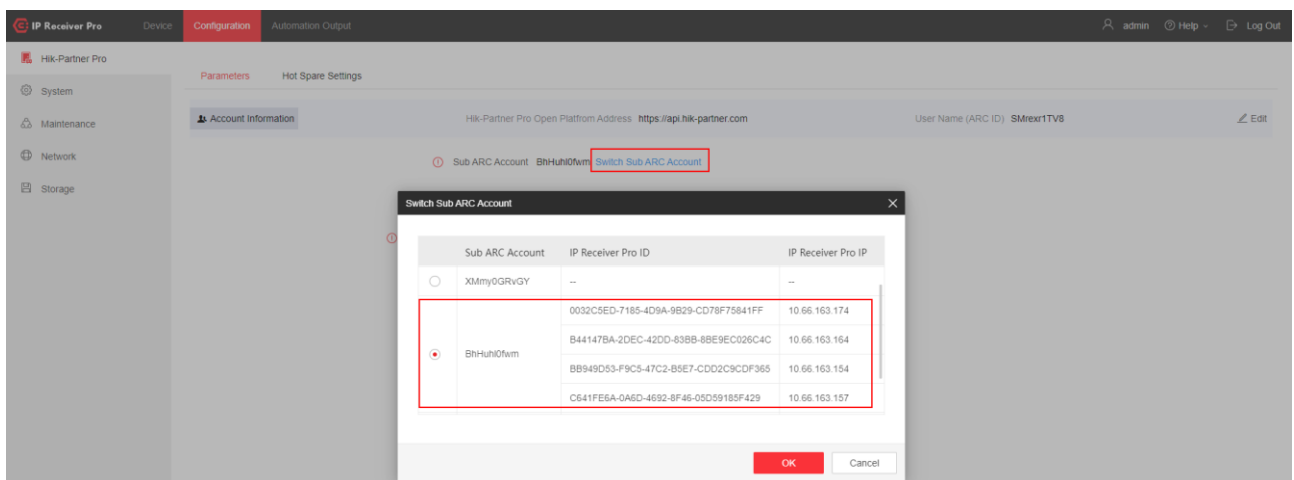 IP Receiver Pro Device Configuration Automation Output admin Help Log Out
Hik-Partner Pro
System
Maintenance
Network
Storage
Parameters Hot Spare Settings
Account Information Hik-Partner Pro Open Platfrom Address https://api.hik-partner.com User Name (ARC ID) SMrexr1TV8 Edit
Sub ARC Account BhHuhl0fwm Switch Sub ARC Account
Switch Sub ARC Account
Sub ARC Account IP Receiver Pro ID IP Receiver Pro IP
XMmy0GRvGY -- --
BhHuhl0fwm
0032C5ED-7185-4D9A-9B29-CD78F75841FF 10.66.163.174
B44147BA-2DEC-42DD-83BB-8BE9EC026C4C 10.66.163.164
BB949D53-F9C5-47C2-B5E7-CDD2C9CDF365 10.66.163.154
C641FE6A-0A6D-4692-8F46-05D59185F429 10.66.163.157
OK Cancel